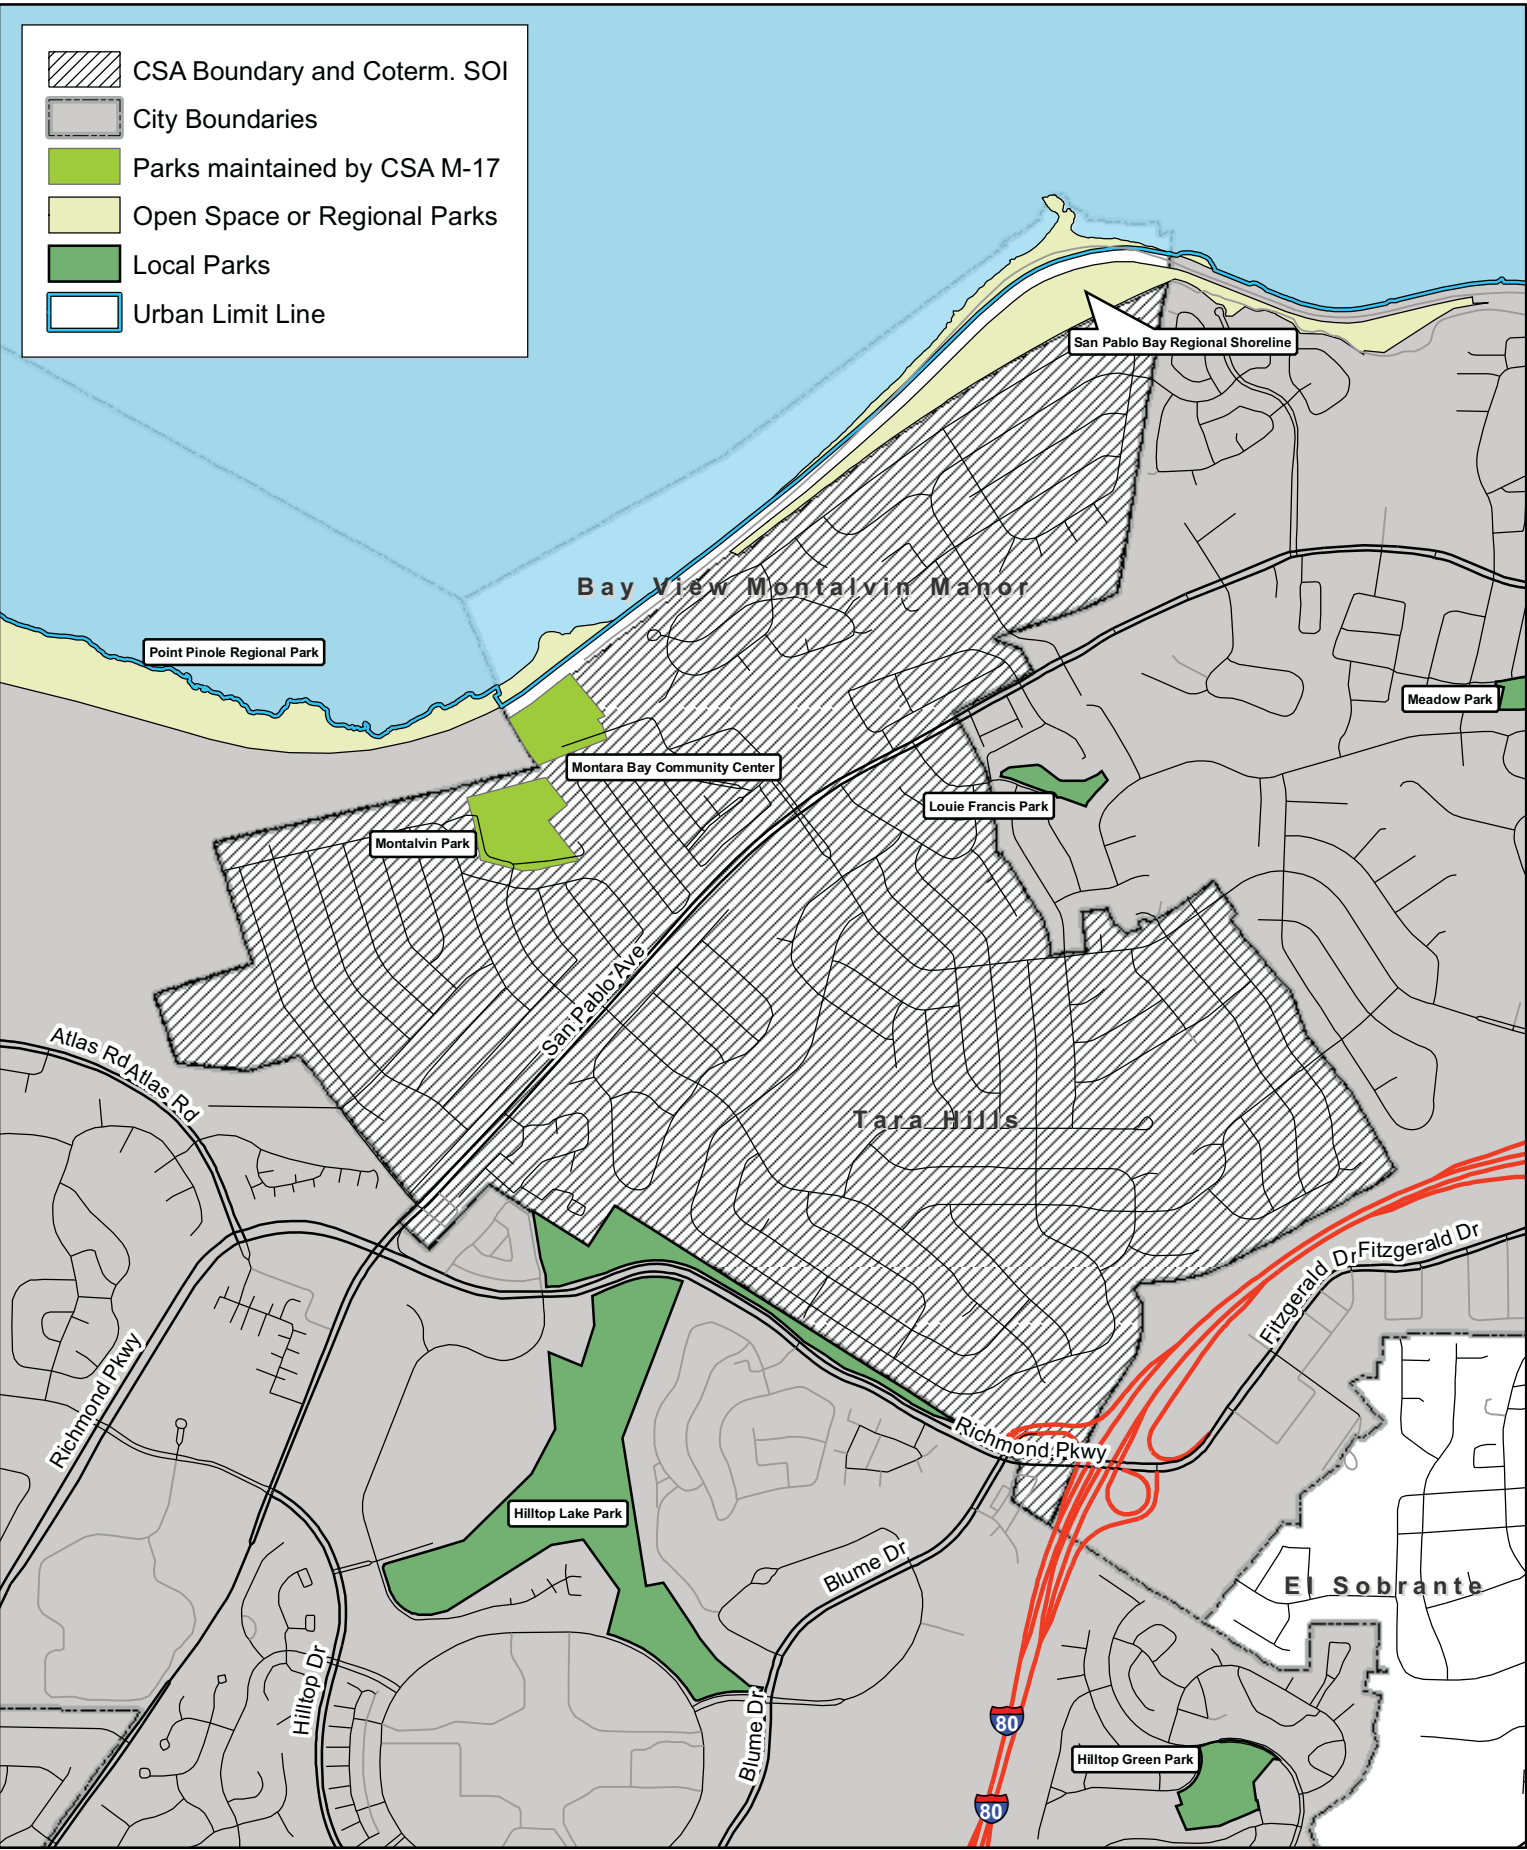 CSA Boundary and Coterm. SOI
City Boundaries
Parks maintained by CSA M-17
Open Space or Regional Parks
Local Parks
Urban Limit Line
San Pablo Bay Regional Shoreline
Bay View Montalvin Manor
Point Pinole Regional Park
Meadow Park
Montara Bay Community Center
Louie Francis Park
Montalvin Park
San Pablo Ave
Atlas Rd
Atlas Rd
Tara Hills
Fitzgerald Dr
Fitzgerald Dr
Richmond Pkwy
Richmond Pkwy
Hilltop Lake Park
Blume Dr
El Sobrante
Hilltop Dr
Blume Dr
80
Hilltop Green Park
80